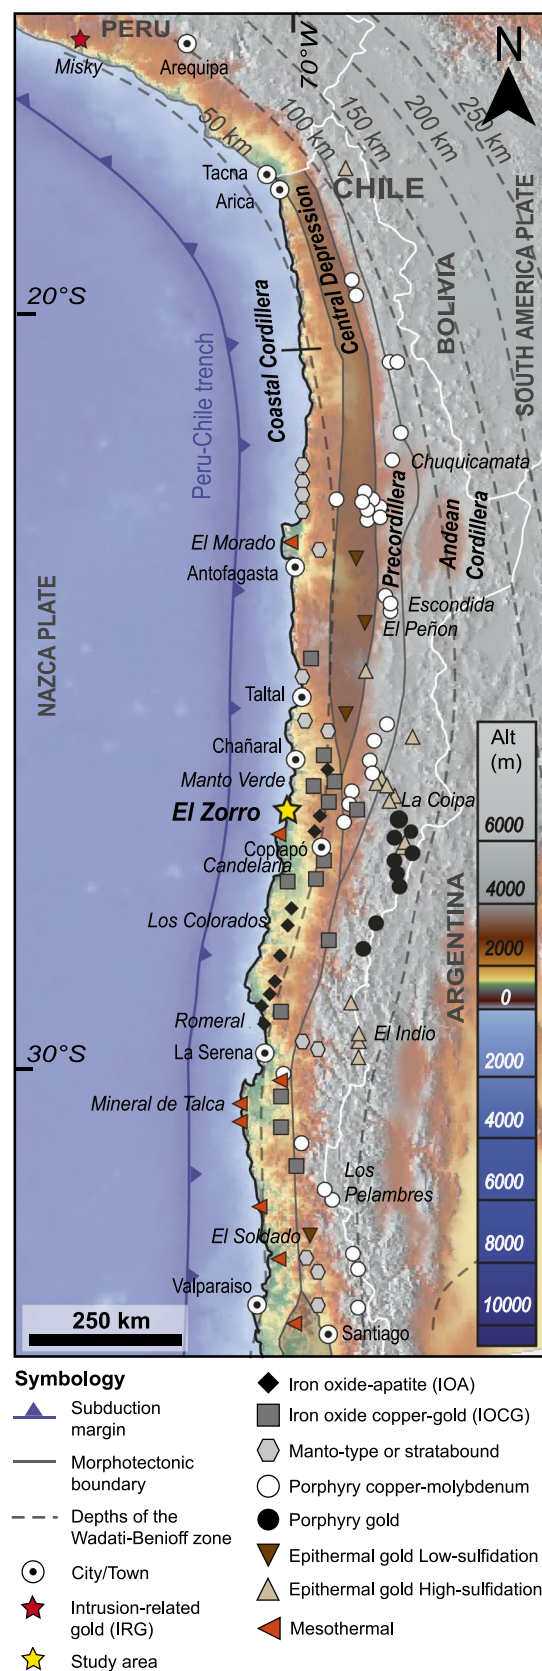 PERU
N
Misky
Arequipa
70°W
50 km
100 km
150 km
200 km
250 km
Tacna
Arica
CHILE
Central Depression
BOLIVIA
SOUTH AMERICA PLATE
20°S
Coastal Cordillera
Peru-Chile trench
Chuquicamata
Precordillera
Andean
Cordillera
El Morado
Antofagasta
NAZCA PLATE
Escondida
El Peñon
Taltal
Chañaral
Alt
(m)
Manto Verde
La Coipa
El Zorro
Copiapó
Candelaria
6000
4000
ARGENTINA
Los Colorados
2000
0
Romeral
El Indio
30°S
La Serena
2000
Mineral de Talca
4000
Los
Pelambres
6000
El Soldado
8000
Valparaiso
10000
250 km
Santiago
Symbology
Subduction
margin
Morphotectonic
boundary
Depths of the
Wadati-Benioff zone
City/Town
Intrusion-related
gold (IRG)
Study area
Iron oxide-apatite (IOA)
Iron oxide copper-gold (IOCG)
Manto-type or stratabound
Porphyry copper-molybdenum
Porphyry gold
Epithermal gold Low-sulfidation
Epithermal gold High-sulfidation
Mesothermal